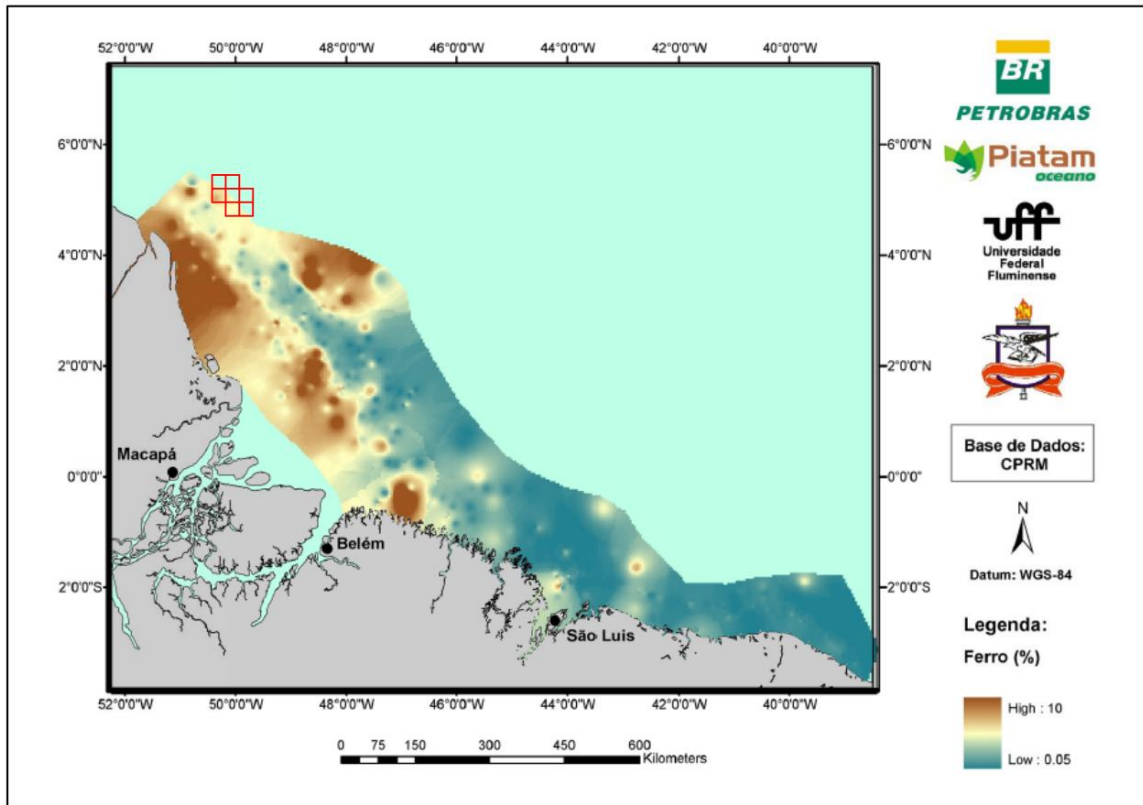 52°0'0"W 50°0'0"W 48°0'0"W 46°0'0"W 44°0'0"W 42°0'0"W 40°0'0"W
6°0'0"N 6°0'0"N
4°0'0"N 4°0'0"N
2°0'0"N 2°0'0"N
0°0'0" 0°0'0"
2°0'0"S 2°0'0"S
Macapá
Belém
São Luis
52°0'0"W 50°0'0"W 48°0'0"W 46°0'0"W 44°0'0"W 42°0'0"W 40°0'0"W
0 75 150 300 450 600
Kilometers
BR
PETROBRAS
Piatam
oceano
uff
Universidade
Federal
Fluminense
Base de Dados:
CPRM
N
Datum: WGS-84
Legenda:
Ferro (%)
High : 10
Low : 0.05